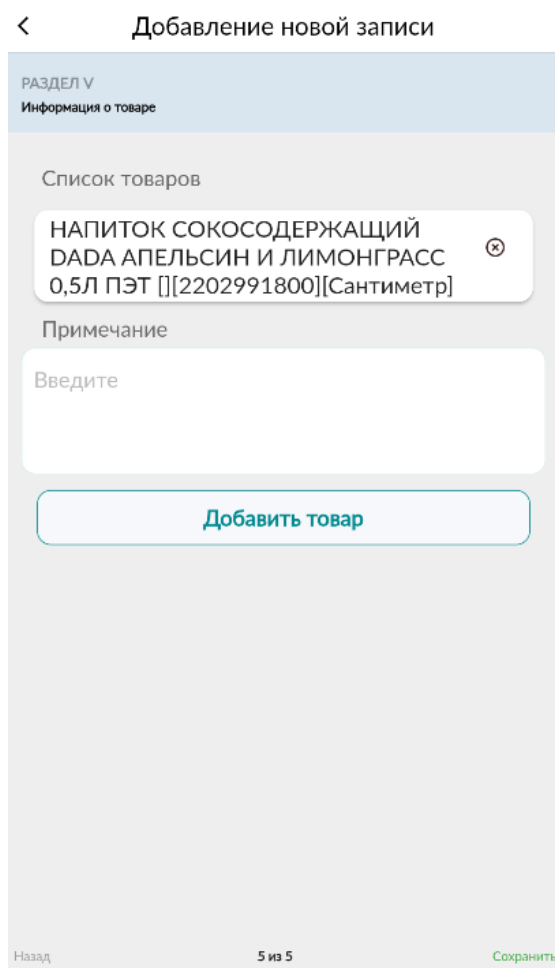 Добавление новой записи
РАЗДЕЛ V
Информация о товаре
Список товаров
НАПИТОК СОКОСОДЕРЖАЩИЙ
DADA АПЕЛЬСИН И ЛИМОНГРАСС
0,5Л ПЭТ [][2202991800][Сантиметр]
Примечание
Введите
Добавить товар
Назад 5 из 5 Сохранить